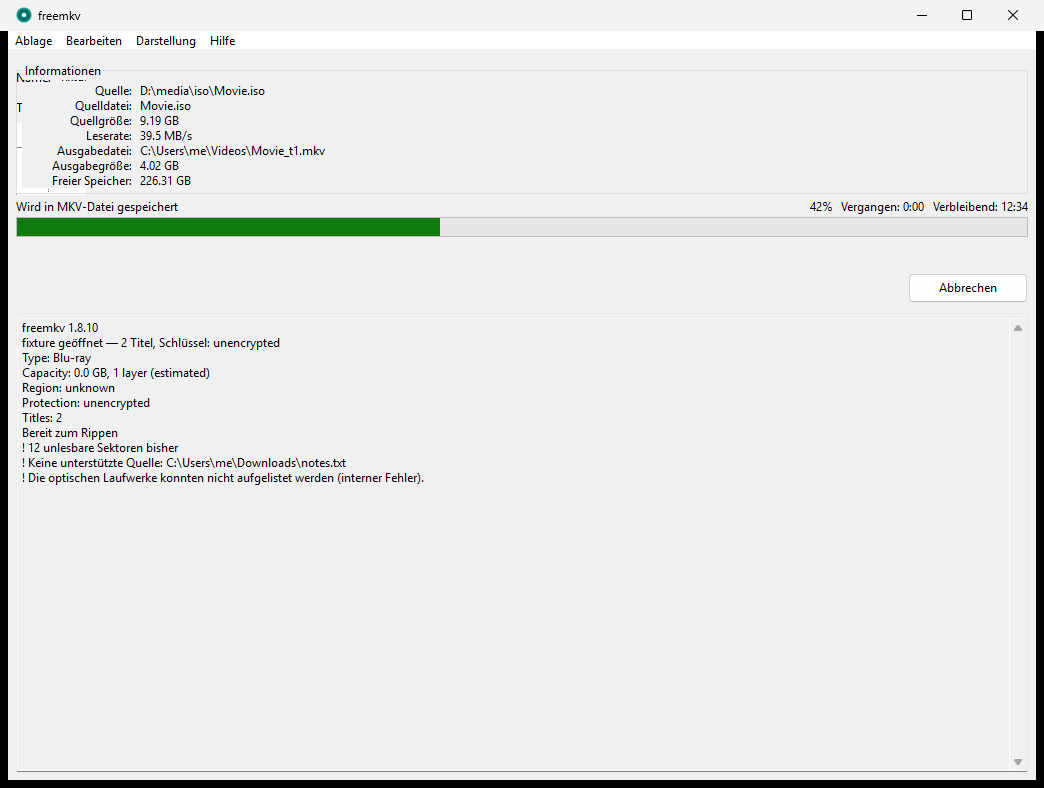 freemkv
Ablage Bearbeiten Darstellung Hilfe
Informationen
Quelle: D:\media\iso\Movie.iso
Quelldatei: Movie.iso
Quellgröße: 9.19 GB
Leserate: 39.5 MB/s
Ausgabedatei: C:\Users\me\Videos\Movie_t1.mkv
Ausgabegröße: 4.02 GB
Freier Speicher: 226.31 GB
Wird in MKV-Datei gespeichert 42% Vergangen: 0:00 Verbleibend: 12:34
Abbrechen
freemkv 1.8.10
fixture geöffnet — 2 Titel, Schlüssel: unencrypted
Type: Blu-ray
Capacity: 0.0 GB, 1 layer (estimated)
Region: unknown
Protection: unencrypted
Titles: 2
Bereit zum Rippen
! 12 unlesbare Sektoren bisher
! Keine unterstützte Quelle: C:\Users\me\Downloads\notes.txt
! Die optischen Laufwerke konnten nicht aufgelistet werden (interner Fehler).